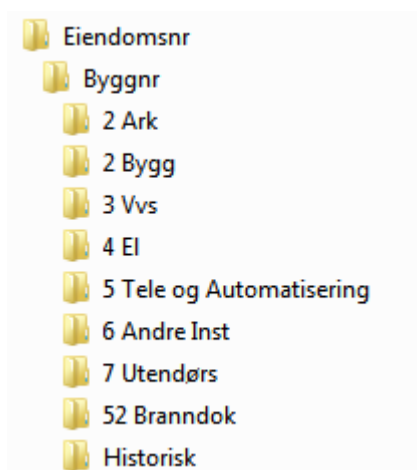 Eiendomsnr
Byggnr
2 Ark
2 Bygg
3 Vvs
4 El
5 Tele og Automatisering
6 Andre Inst
7 Utendørs
52 Branndok
Historisk